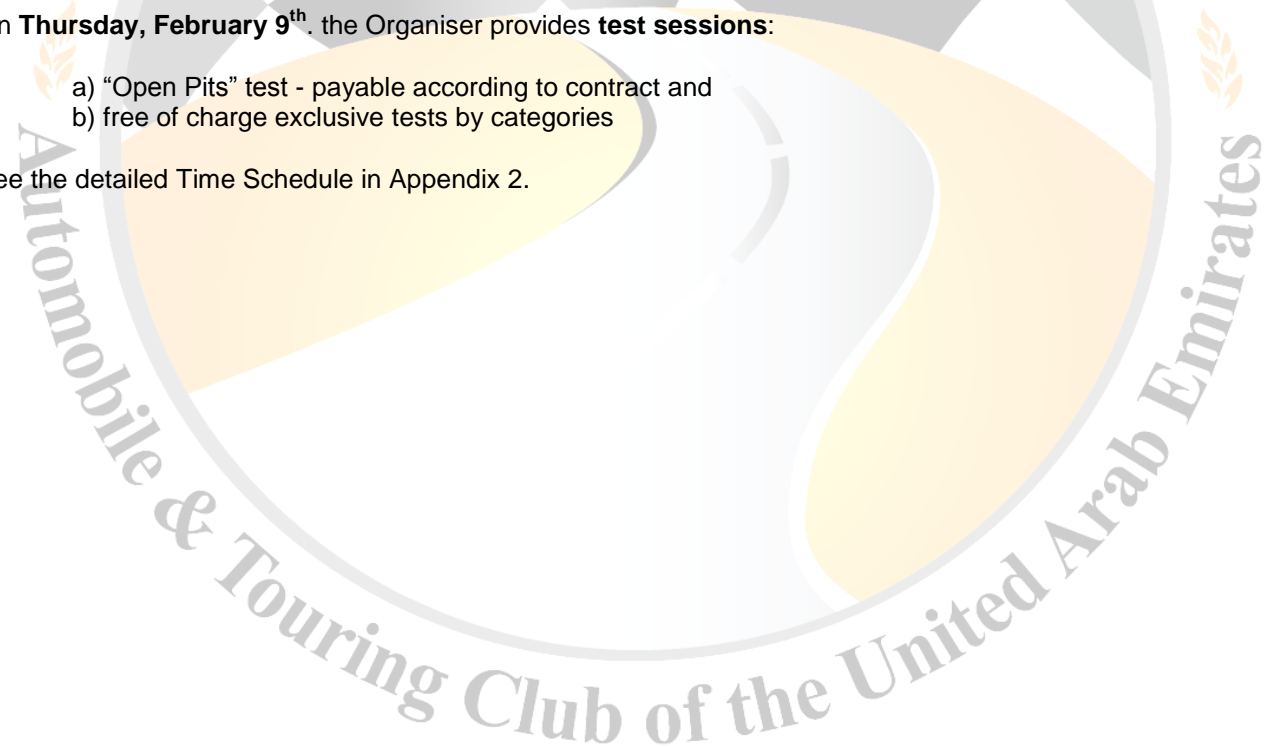 n Thursday, February 9th. the Organiser provides test sessions:
a) “Open Pits” test - payable according to contract and
b) free of charge exclusive tests by categories
ee the detailed Time Schedule in Appendix 2.
Automobile & Touring Club of the United Arab Emirates